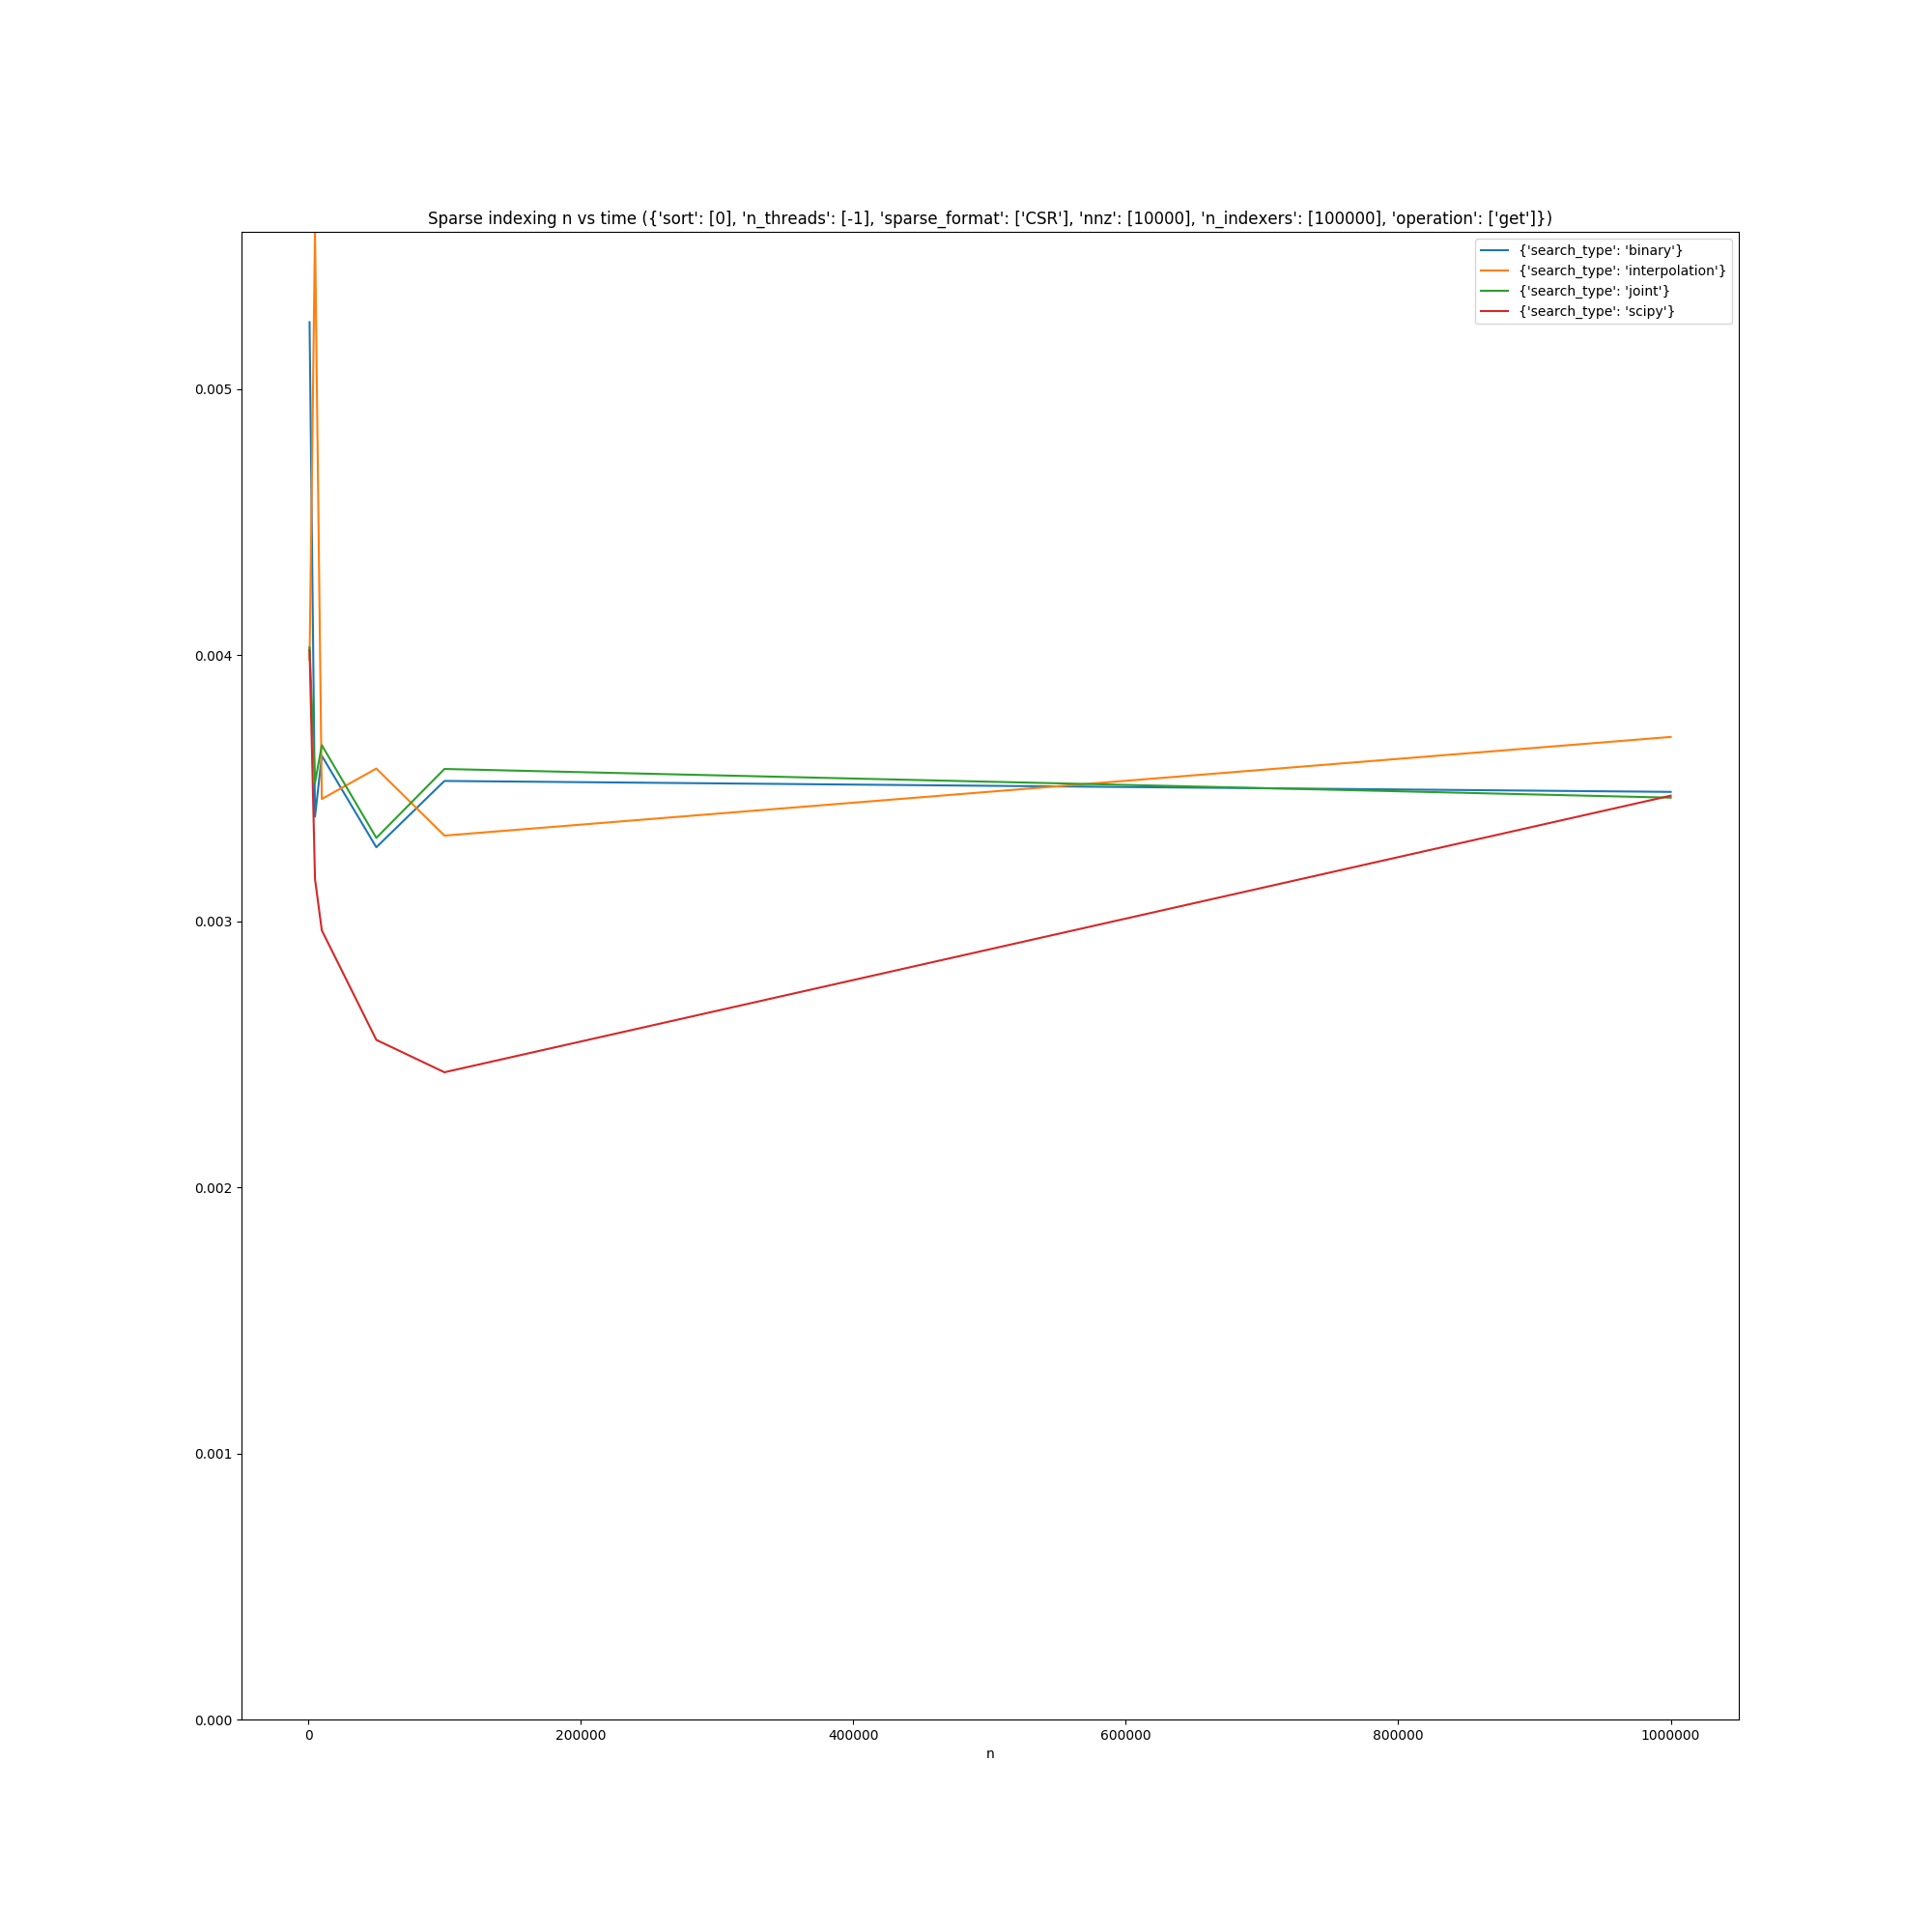 Sparse indexing n vs time ({'sort': [0], 'n_threads': [-1], 'sparse_format': ['CSR'], 'nnz': [10000], 'n_indexers': [100000], 'operation': ['get']})
{'search_type': 'binary'}
{'search_type': 'interpolation'}
{'search_type': 'joint'}
{'search_type': 'scipy'}
0.005
0.004
0.003
0.002
0.001
0.000
0 200000 400000 600000 800000 1000000
n